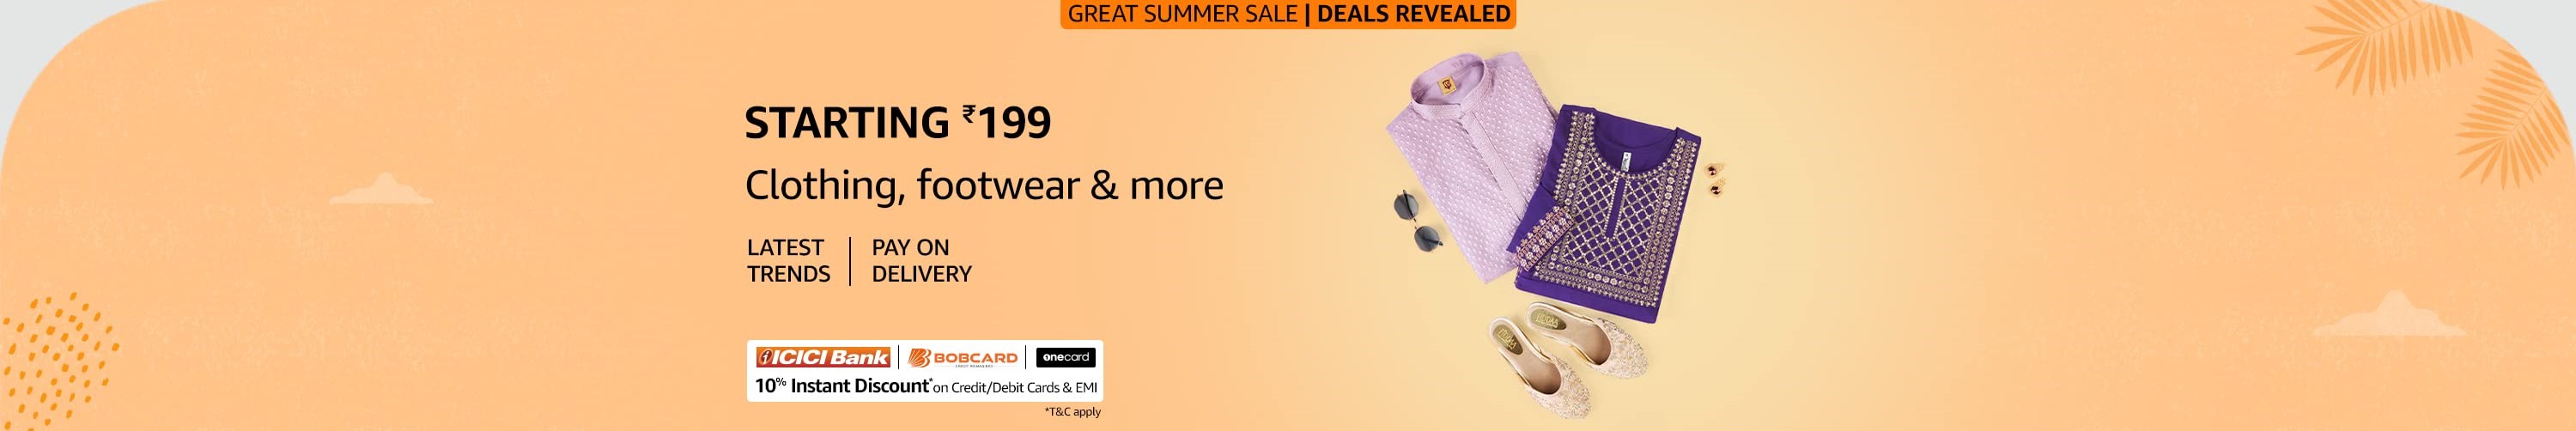 GREAT SUMMER SALE | DEALS REVEALED
STARTING ₹199
Clothing, footwear & more
LATEST
TRENDS
PAY ON
DELIVERY
ICICI Bank | BOBCARD | onecard
10% Instant Discount* on Credit/Debit Cards & EMI
*T&C apply